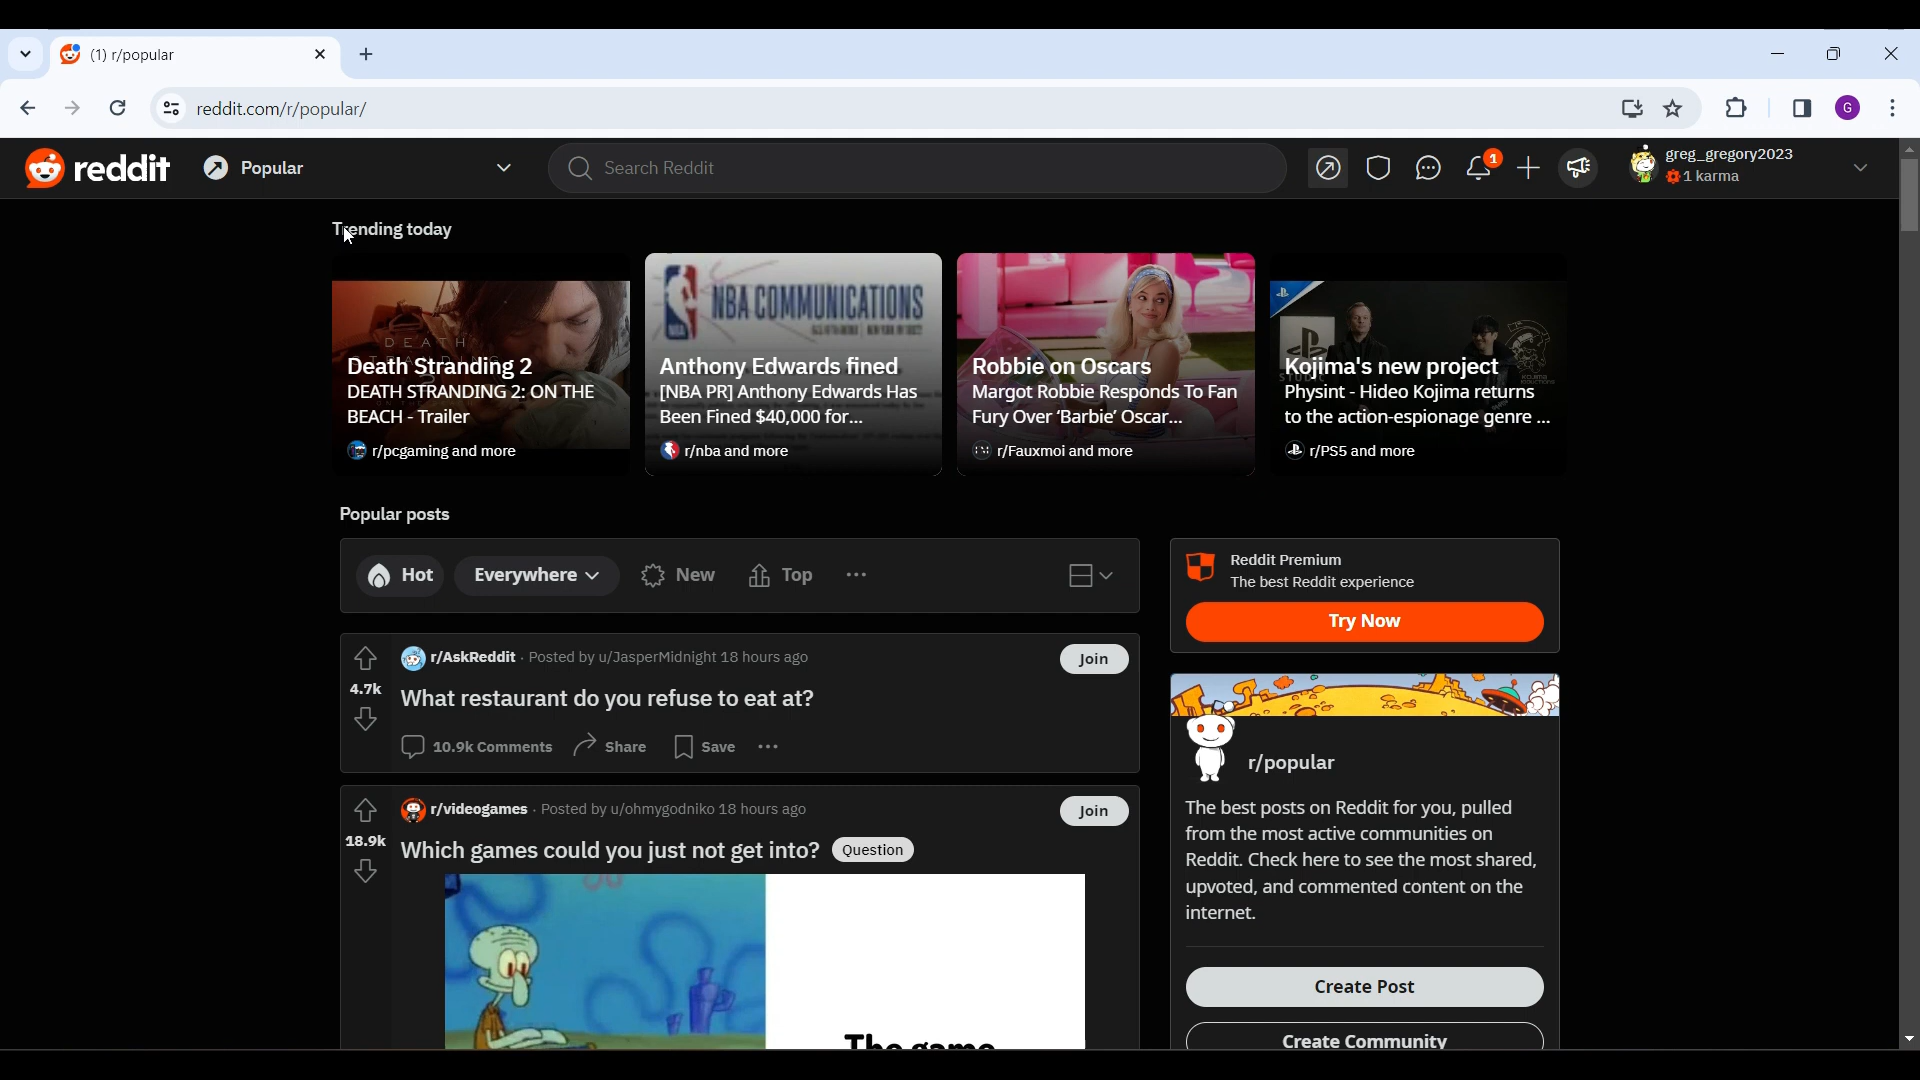 (1) r/popular
reddit.com/r/popular/
G
reddit
Popular
Search Reddit
1
greg_gregory2023
1 karma
Trending today
NBA COMMUNICATIONS
Death Stranding 2
DEATH STRANDING 2: ON THE
BEACH - Trailer
r/pcgaming and more
Anthony Edwards fined
[NBA PR] Anthony Edwards Has
Been Fined $40,000 for...
r/nba and more
Robbie on Oscars
Margot Robbie Responds To Fan
Fury Over ‘Barbie’ Oscar...
r/Fauxmoi and more
Kojima's new project
Physint - Hideo Kojima returns
to the action-espionage genre ...
r/PS5 and more
Popular posts
Hot
Everywhere
New
Top
r/AskReddit · Posted by u/JasperMidnight 18 hours ago
Join
4.7k
What restaurant do you refuse to eat at?
10.9k Comments
Share
Save
r/videogames · Posted by u/ohmygodniko 18 hours ago
Join
18.9k
Which games could you just not get into?
Question
The game
Reddit Premium
The best Reddit experience
Try Now
r/popular
The best posts on Reddit for you, pulled
from the most active communities on
Reddit. Check here to see the most shared,
upvoted, and commented content on the
internet.
Create Post
Create Community